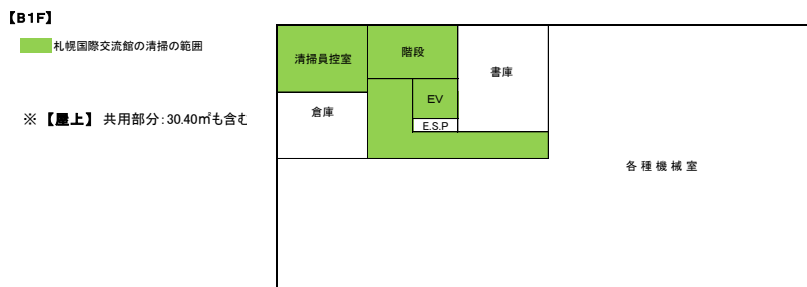 【B1F】
札幌国際交流館の清掃の範囲
清掃員控室
階段
書庫
EV
倉庫
E.S.P
※ 【屋上】 共用部分:30.40㎡も含む
各種機械室